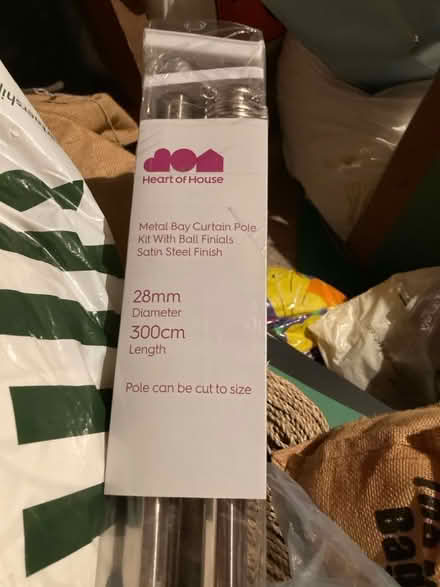 Heart of House
Metal Bay Curtain Pole
Kit With Ball Finials
Satin Steel Finish
28mm
Diameter
300cm
Length
Pole can be cut to size